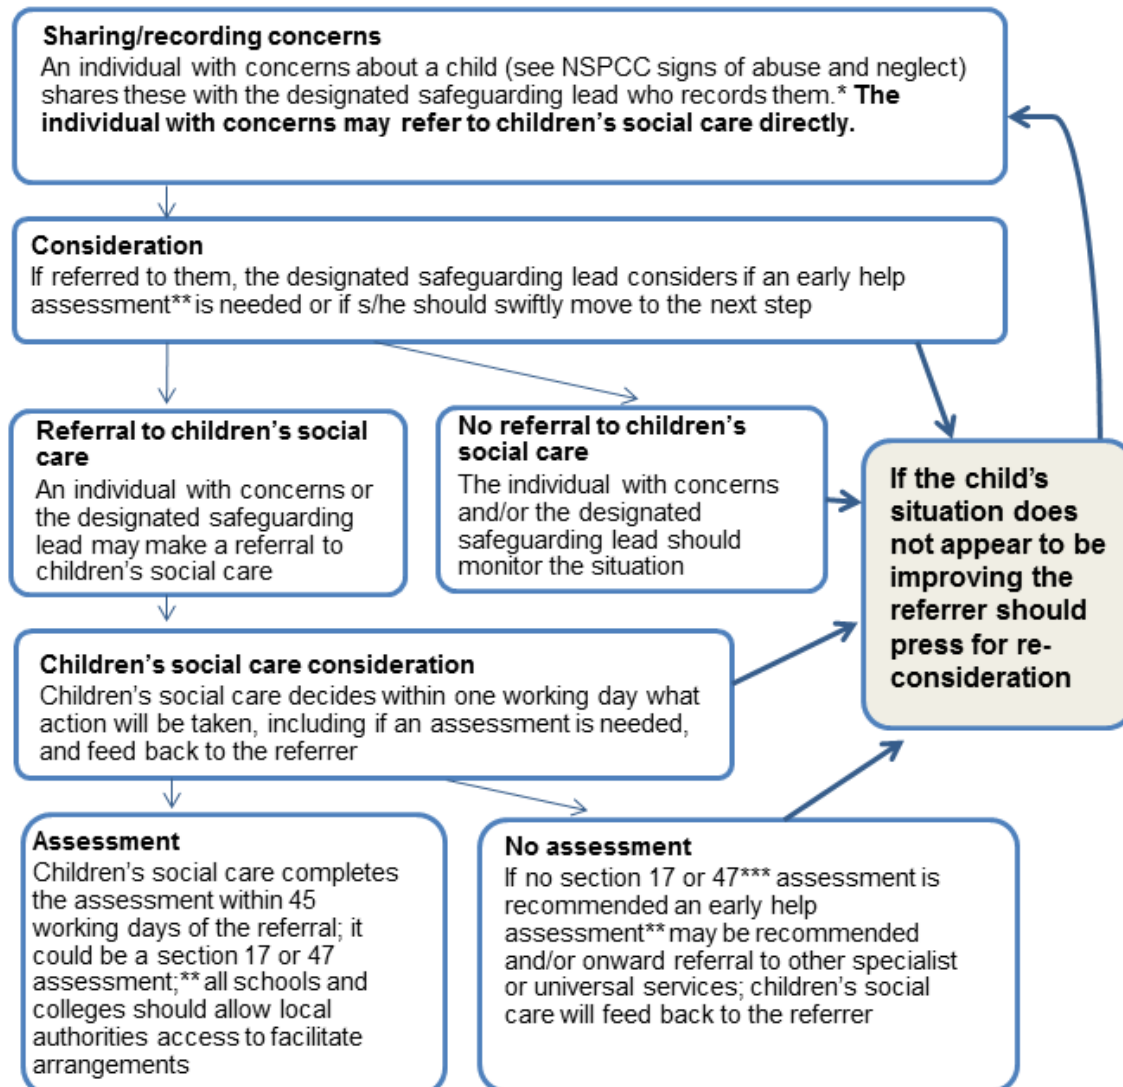 Sharing/recording concerns
An individual with concerns about a child (see NSPCC signs of abuse and neglect)
shares these with the designated safeguarding lead who records them.* The
individual with concerns may refer to children's social care directly.
Consideration
If referred to them, the designated safeguarding lead considers if an early help
assessment** is needed or if s/he should swiftly move to the next step
Referral to children's social
care
An individual with concerns or
the designated safeguarding
lead may make a referral to
children's social care
No referral to children's
social care
The individual with concerns
and/or the designated
safeguarding lead should
monitor the situation
If the child's
situation does
not appear to be
improving the
referrer should
press for re-
consideration
Children's social care consideration
Children's social care decides within one working day what
action will be taken, including if an assessment is needed,
and feed back to the referrer
Assessment
Children's social care completes
the assessment within 45
working days of the referral; it
could be a section 17 or 47
assessment;** all schools and
colleges should allow local
authorities access to facilitate
arrangements
No assessment
If no section 17 or 47*** assessment is
recommended an early help
assessment** may be recommended
and/or onward referral to other specialist
or universal services; children's social
care will feed back to the referrer